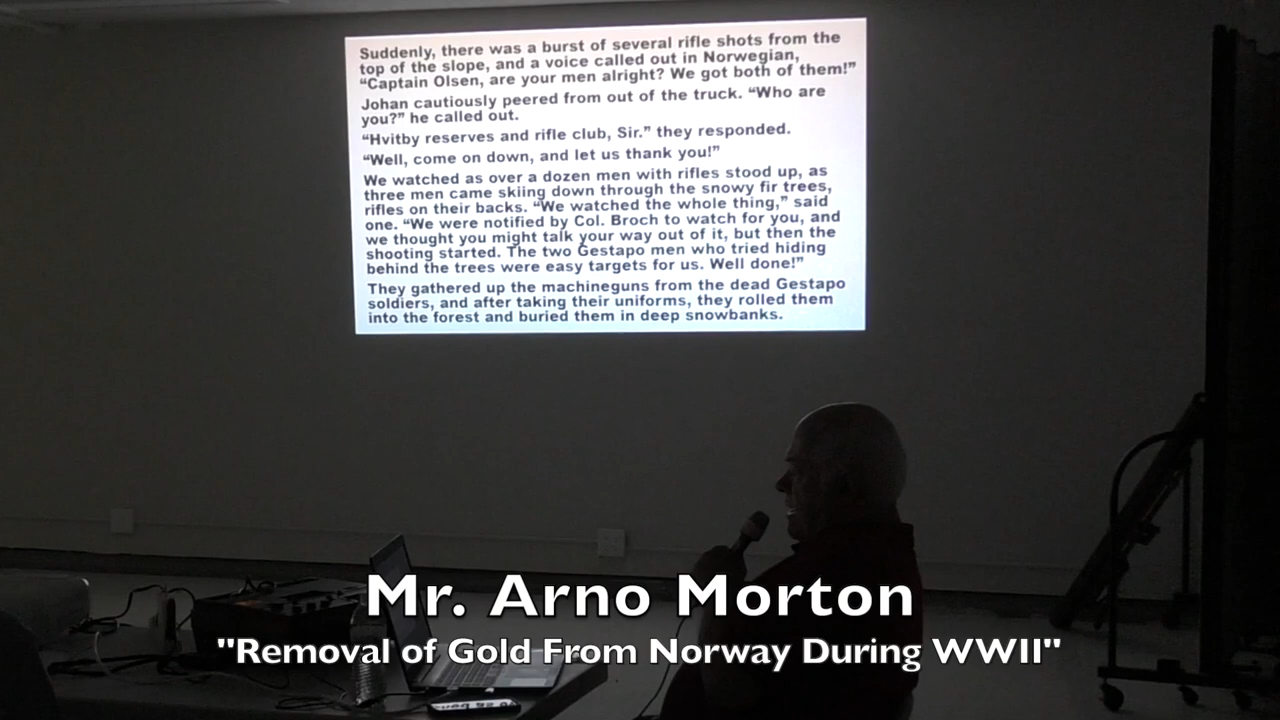 Suddenly, there was a burst of several rifle shots from the
top of the slope, and a voice called out in Norwegian,
“Captain Olsen, are your men alright? We got both of them!”
Johan cautiously peered from out of the truck. “Who are
you?” he called out.
“Hvitby reserves and rifle club, Sir.” they responded.
“Well, come on down, and let us thank you!”
We watched as over a dozen men with rifles stood up, as
three men came skiing down through the snowy fir trees,
rifles on their backs. “We watched the whole thing,” said
one. “We were notified by Col. Broch to watch for you, and
we thought you might talk your way out of it, but then the
shooting started. The two Gestapo men who tried hiding
behind the trees were easy targets for us. Well done!”
They gathered up the machineguns from the dead Gestapo
soldiers, and after taking their uniforms, they rolled them
into the forest and buried them in deep snowbanks.
Mr. Arno Morton
"Removal of Gold From Norway During WWII"